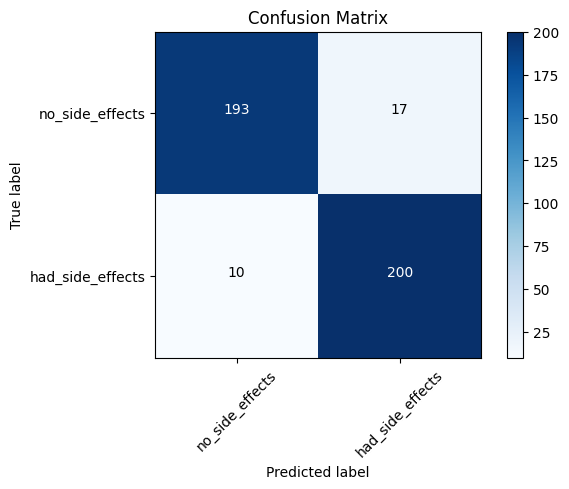 Confusion Matrix
True label
no_side_effects
193
17
had_side_effects
10
200
no_side_effects
had_side_effects
Predicted label
200
175
150
125
100
75
50
25